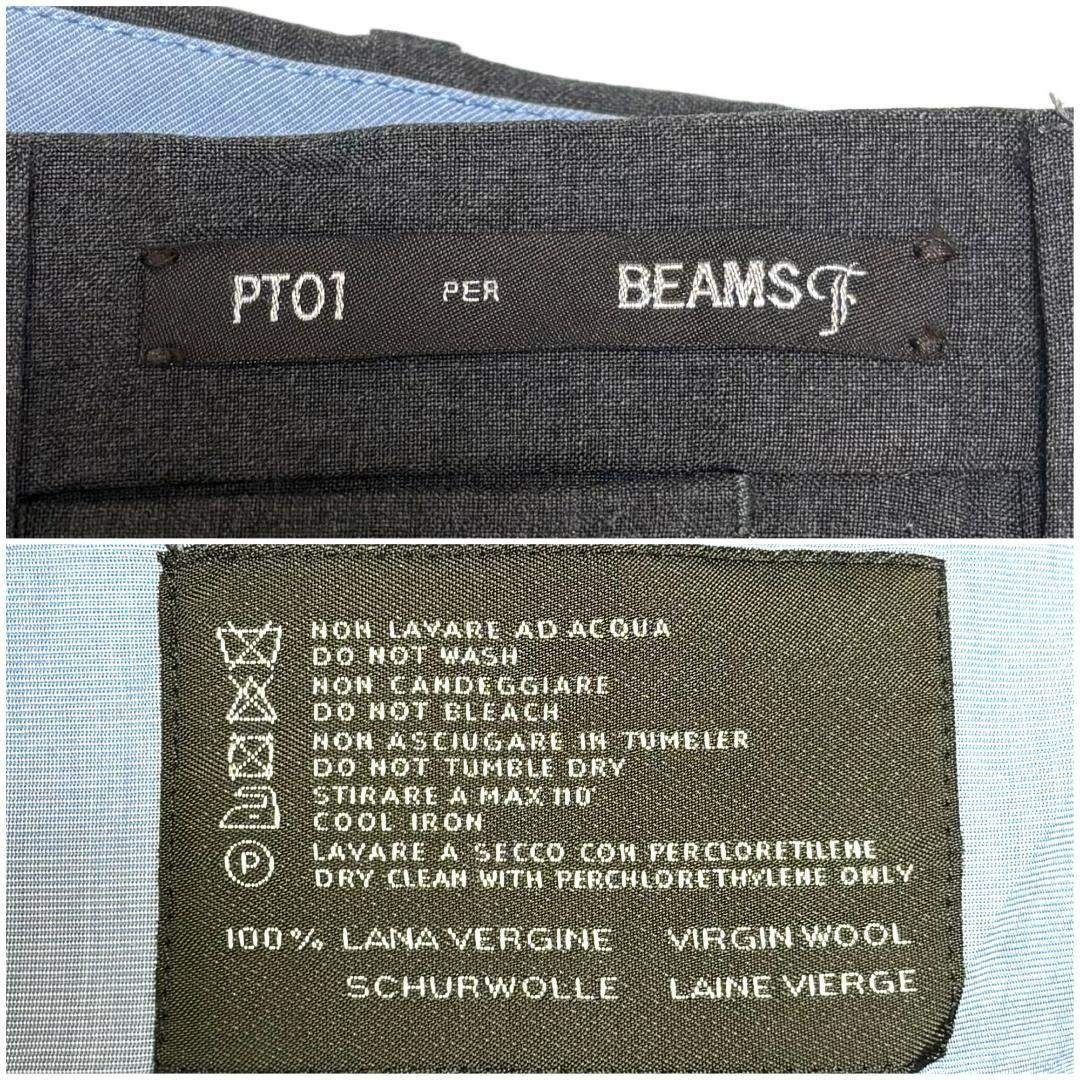 PT01 PER BEAMS F
NON LAVARE AD ACQUA
DO NOT WASH
NON CANDEGGIARE
DO NOT BLEACH
NON ASCIUGARE IN TUMBLER
DO NOT TUMBLE DRY
STIRARE A MAX 110°
COOL IRON
P
LAVARE A SECCO CON PERCLORETILENE
DRY CLEAN WITH PERCHLORETHYLENE ONLY
100% LANA VERGINE VIRGIN WOOL
SCHURWOLLE LAINE VIERGE